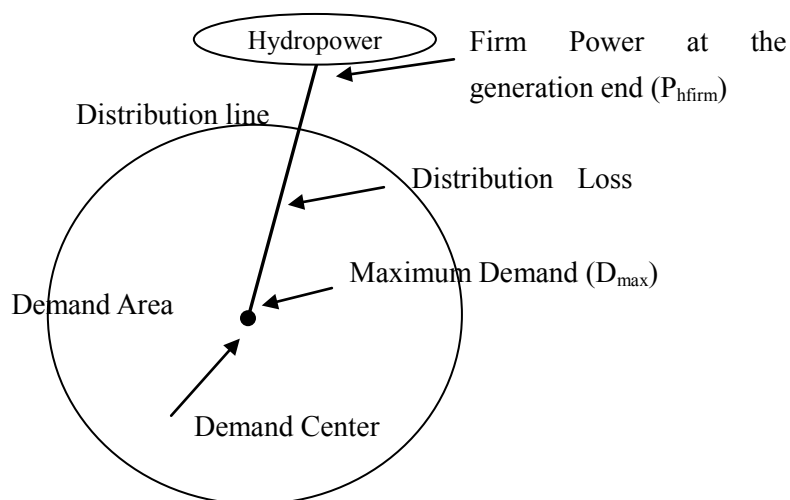 Hydropower
Firm Power at the
generation end (Phfirm)
Distribution line
Distribution Loss
Maximum Demand (Dmax)
Demand Area
Demand Center